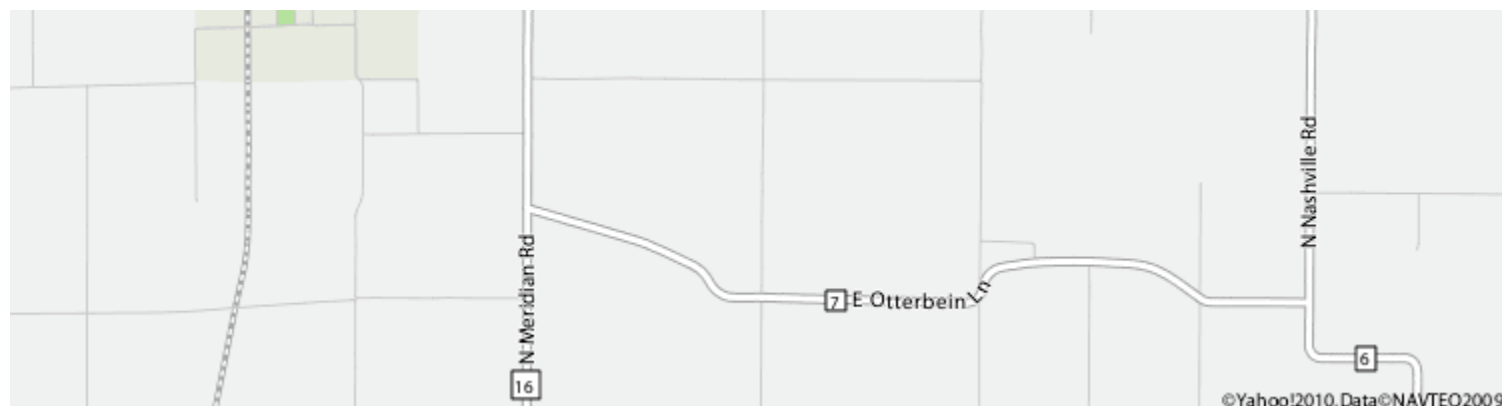 N Nashville Rd
N Meridian Rd
7 E Otterbein Ln
6
16
©Yahoo!2010,Data©NAVTEQ2009